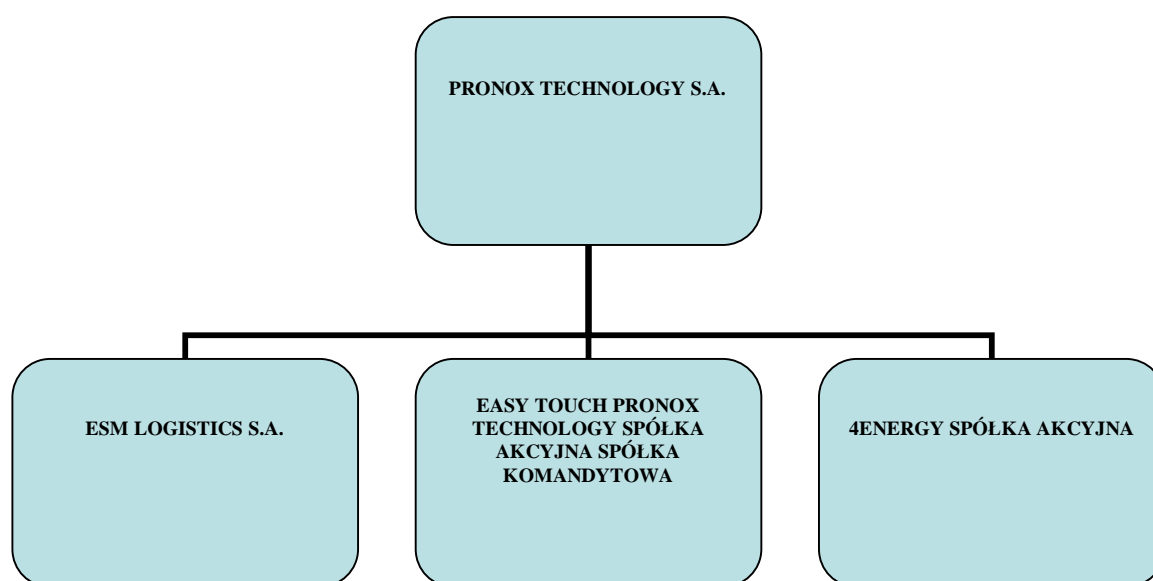 PRONOX TECHNOLOGY S.A.
ESM LOGISTICS S.A.
EASY TOUCH PRONOX
TECHNOLOGY SPÓŁKA
AKCYJNA SPÓŁKA
KOMANDYTOWA
4ENERGY SPÓŁKA AKCYJNA